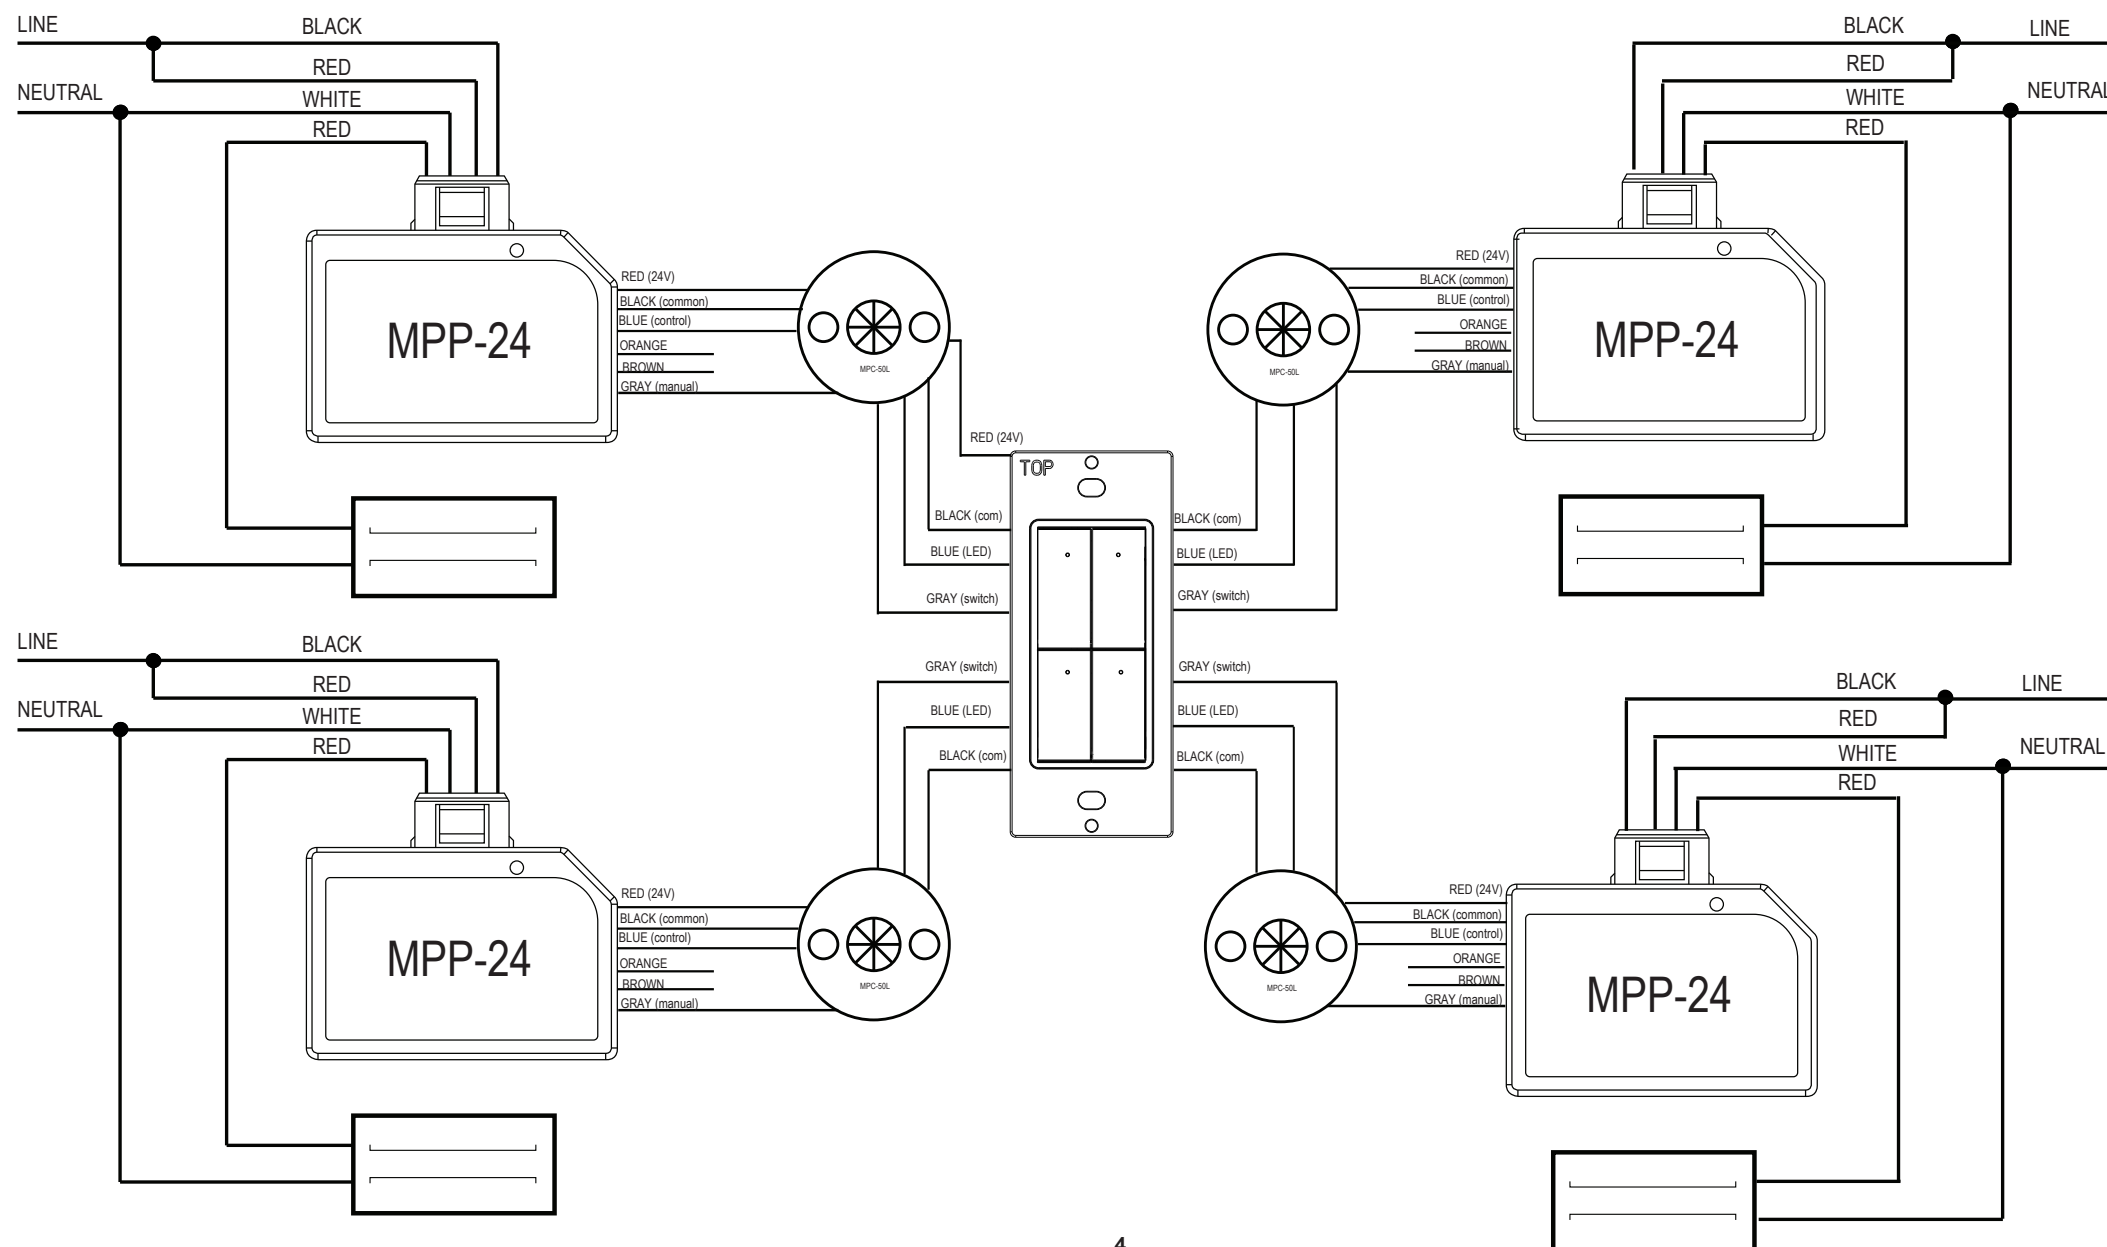 LINE
BLACK
RED
NEUTRAL
WHITE
RED
MPP-24
RED (24V)
BLACK (common)
BLUE (control)
ORANGE
BROWN
GRAY (manual)
MPC-50L
BLACK
LINE
RED
NEUTRAL
WHITE
RED
RED (24V)
BLACK (common)
BLUE (control)
ORANGE
BROWN
GRAY (manual)
MPC-50L
MPP-24
RED (24V)
TOP
BLACK (com)
BLUE (LED)
GRAY (switch)
BLACK (com)
BLUE (LED)
GRAY (switch)
GRAY (switch)
BLUE (LED)
BLACK (com)
GRAY (switch)
BLUE (LED)
BLACK (com)
LINE
BLACK
RED
NEUTRAL
WHITE
RED
MPP-24
RED (24V)
BLACK (common)
BLUE (control)
ORANGE
BROWN
GRAY (manual)
MPC-50L
BLACK
LINE
RED
NEUTRAL
WHITE
RED
RED (24V)
BLACK (common)
BLUE (control)
ORANGE
BROWN
GRAY (manual)
MPC-50L
MPP-24
4